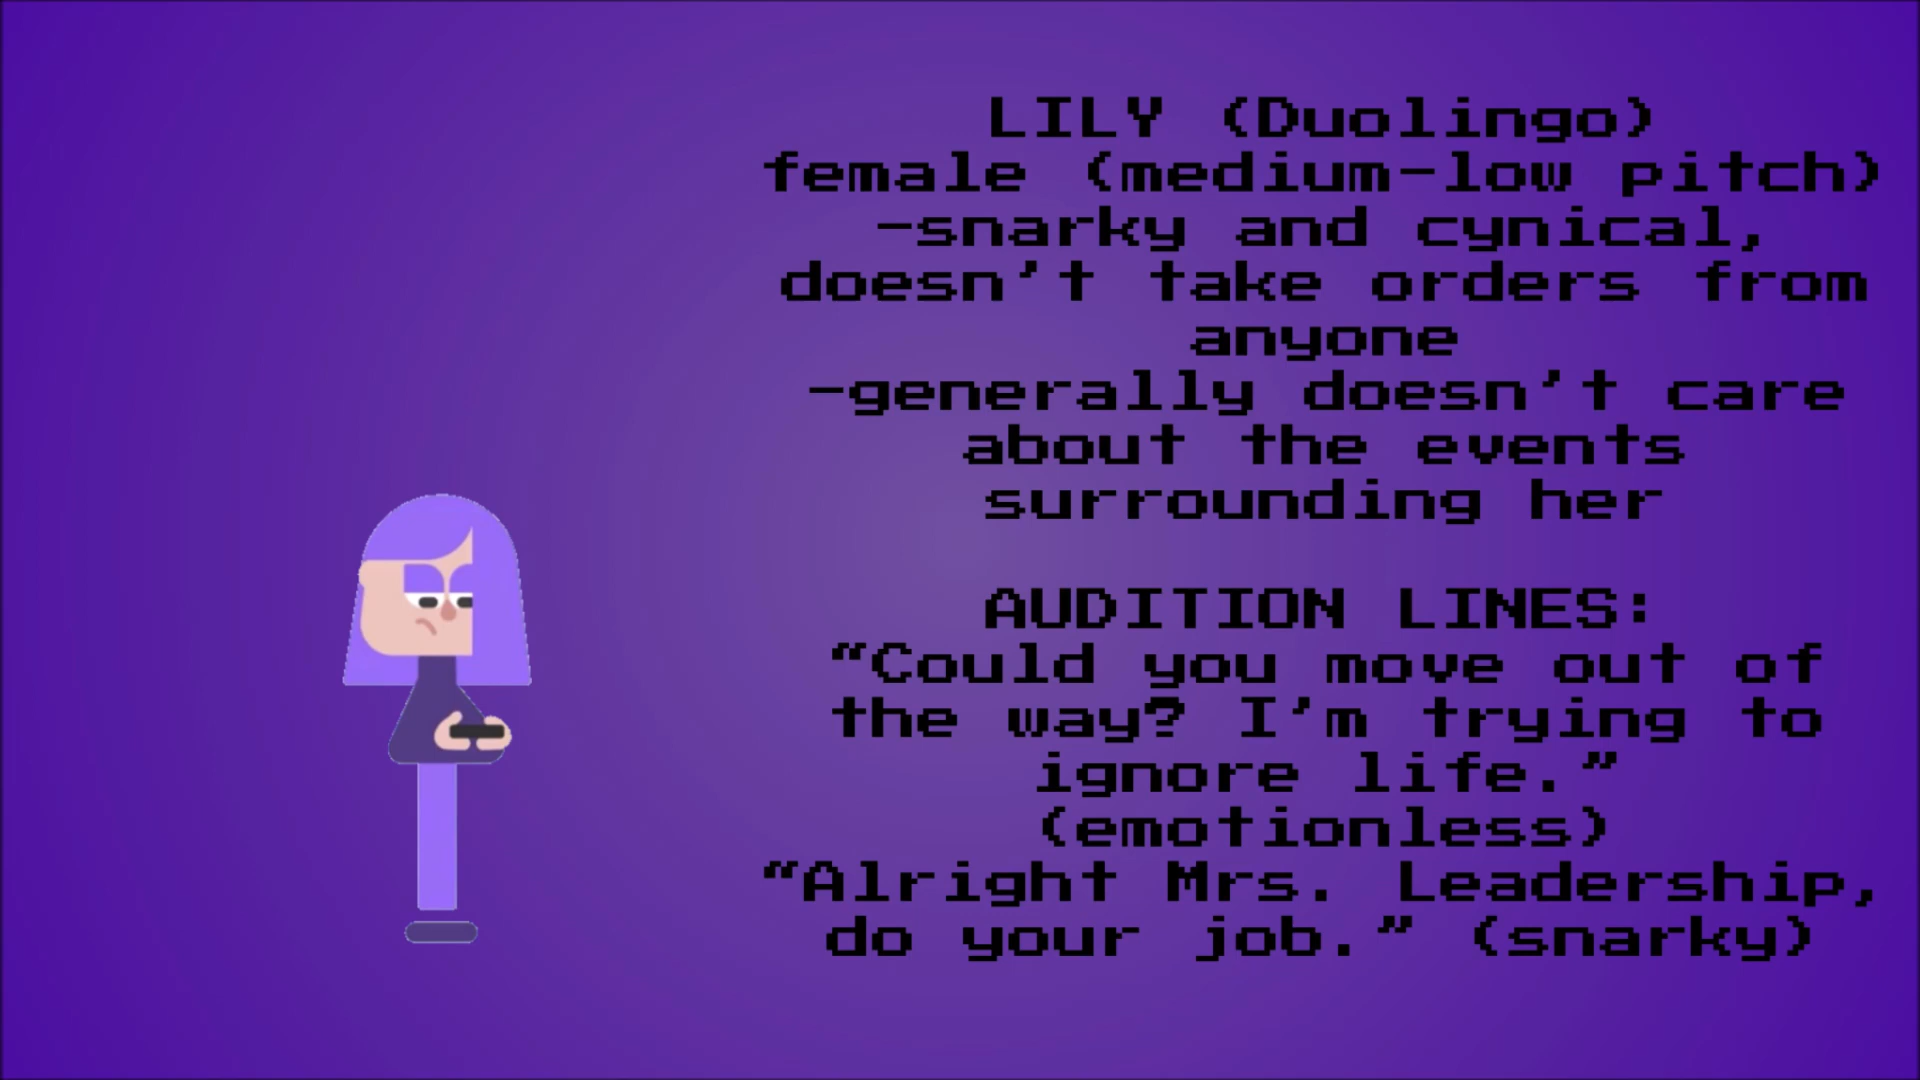 LILY (Duolingo)
female (medium-low pitch)
-snarky and cynical,
doesn't take orders from
anyone
-generally doesn't care
about the events
surrounding her
AUDITION LINES:
“Could you move out of
the way? I'm trying to
ignore life.”
(emotionless)
“Alright Mrs. Leadership,
do your job.” (snarky)